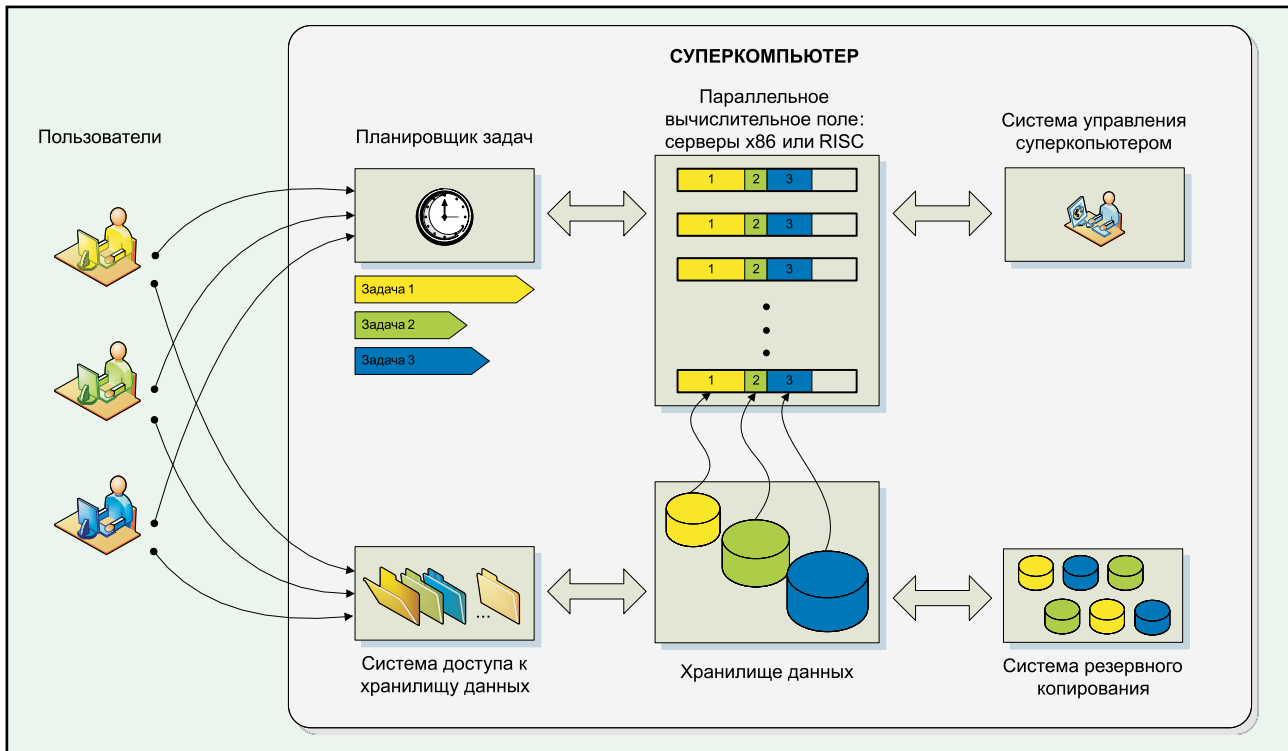 СУПЕРКОМПЬЮТЕР
Пользователи
Планировщик задач
Параллельное
вычислительное поле:
серверы x86 или RISC
Система управления
суперкопьютером
1 2 3
1 2 3
1 2 3
1 2 3
Задача 1
Задача 2
Задача 3
...
Система доступа к
хранилищу данных
Хранилище данных
Система резервного
копирования